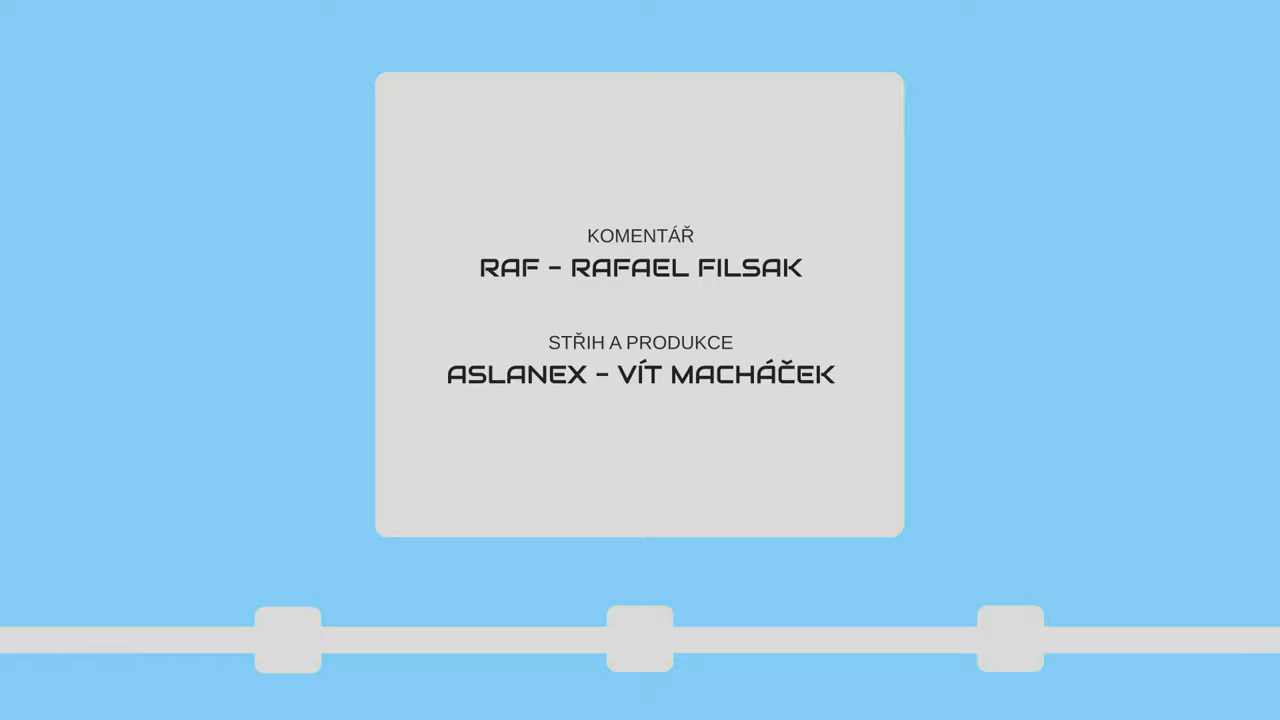 KOMENTÁŘ
RAF - RAFAEL FILSAK
STŘIH A PRODUKCE
ASLANEX - VÍT MACHÁČEK